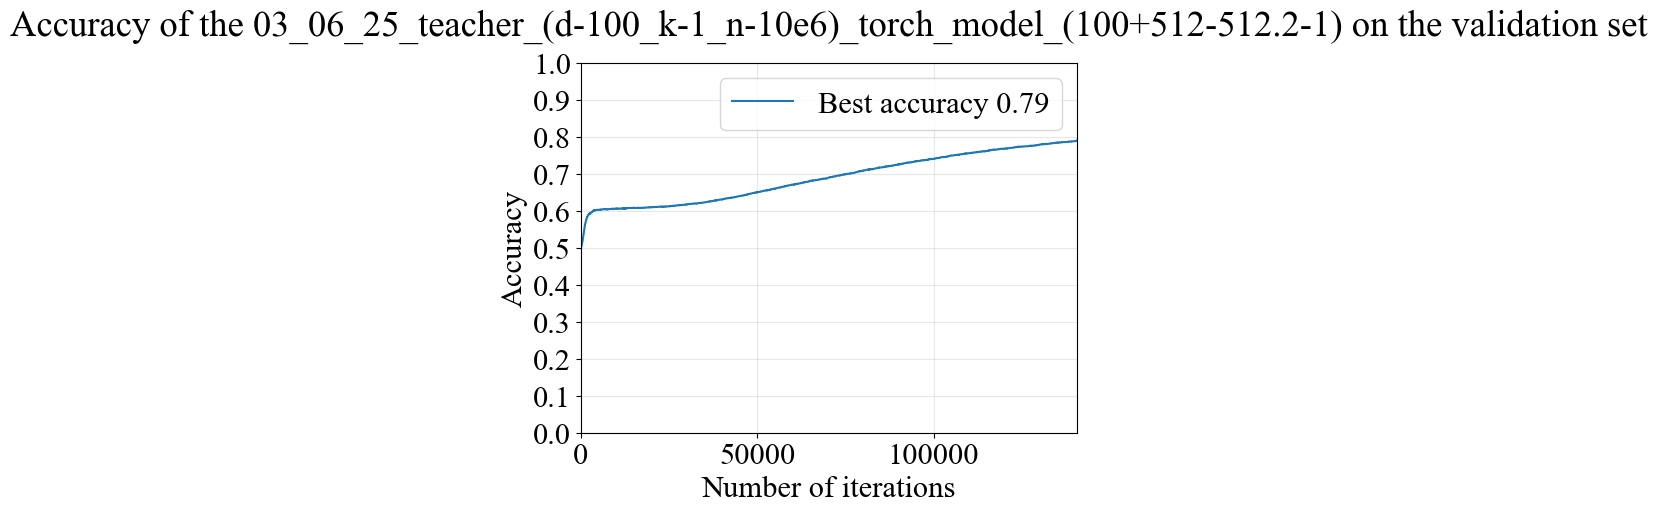 Accuracy of the 03_06_25_teacher_(d-100_k-1_n-10e6)_torch_model_(100+512-512.2-1) on the validation set
1.0
Best accuracy 0.79
0.9
0.8
0.7
0.6
0.5
Accuracy
0.4
0.3
0.2
0.1
0.0
0 50000 100000
Number of iterations